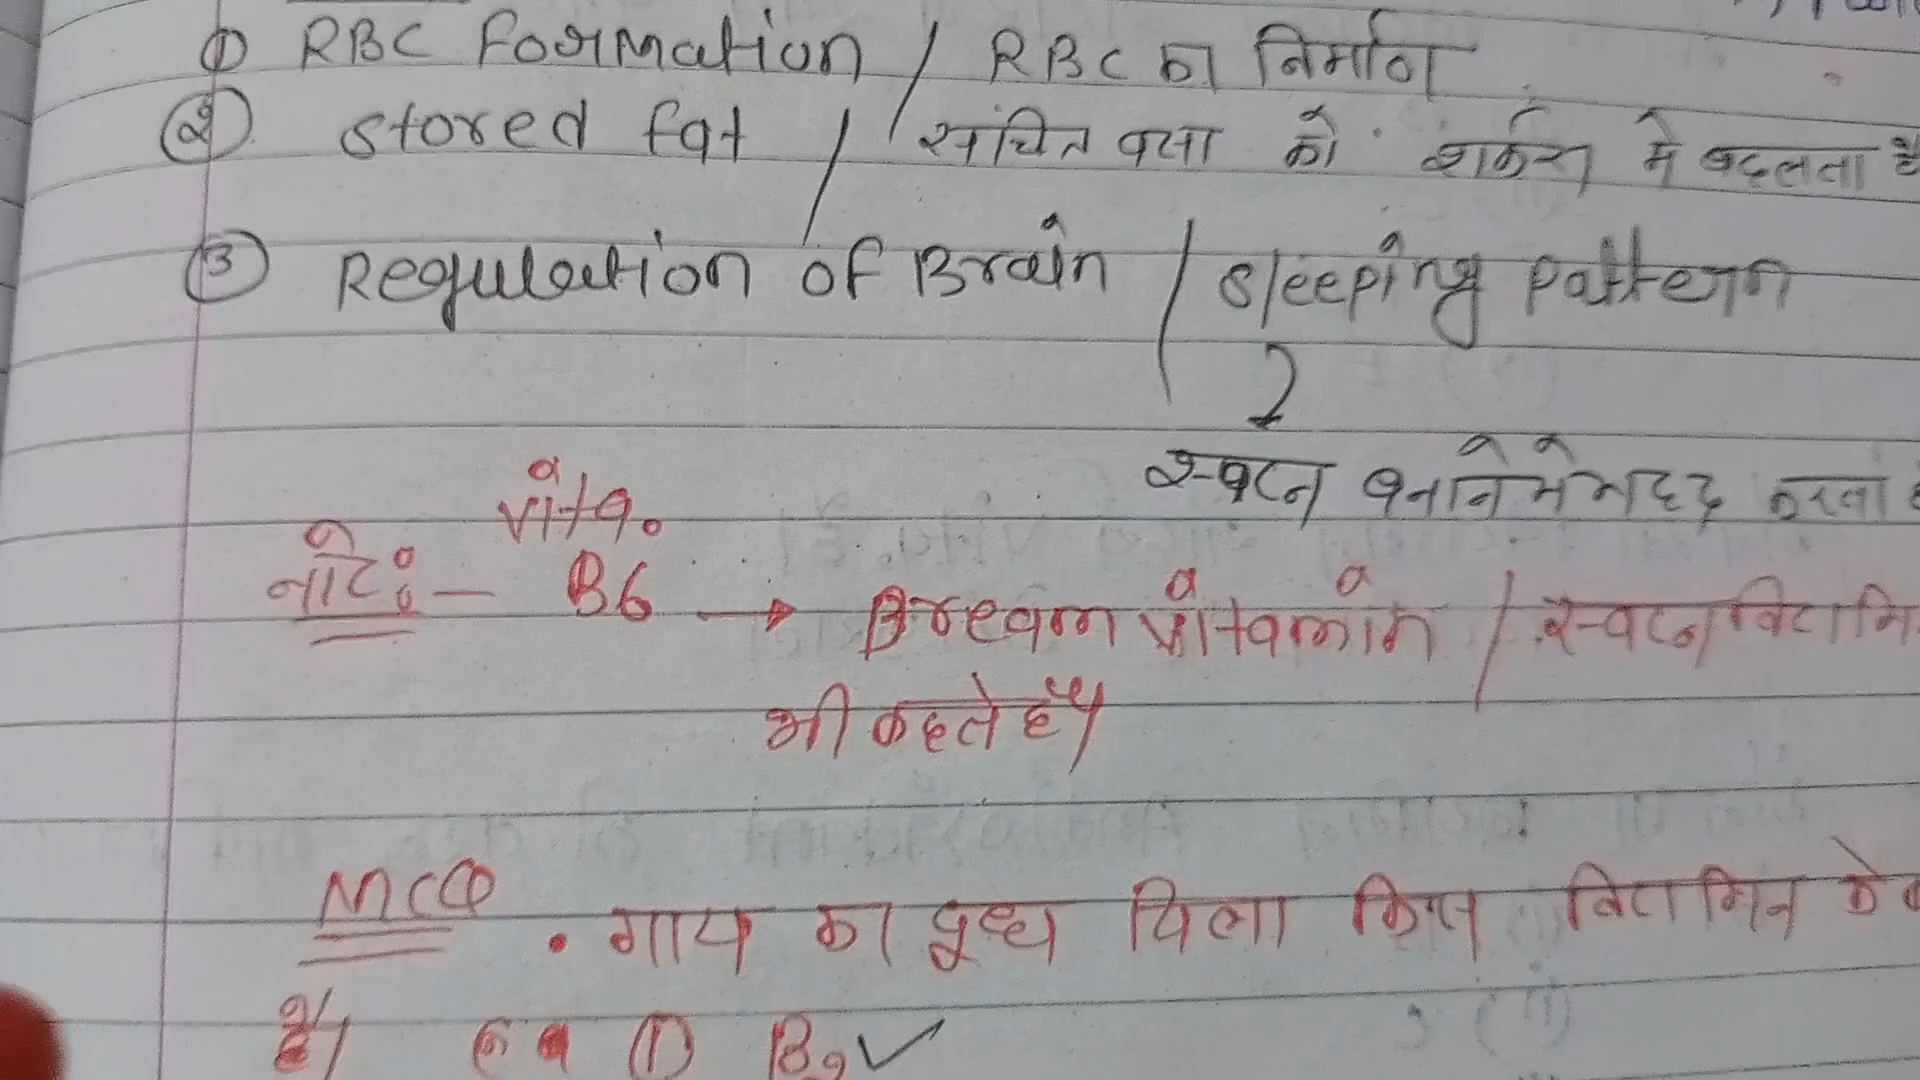 ① RBC Formation / RBC का निर्माण
② stored fat / संचित वसा को शर्करा मे बदलता है
③ Regulation of Brain / sleeping pattern
स्वप्न बनाने मे मदद करता
vita.
नोट:- B6 → Dream vitamin / स्वप्न विटामि
भी कहते है।
MCQ • गाय का दूध पिला किस विटामिन के
है। B2 ✓